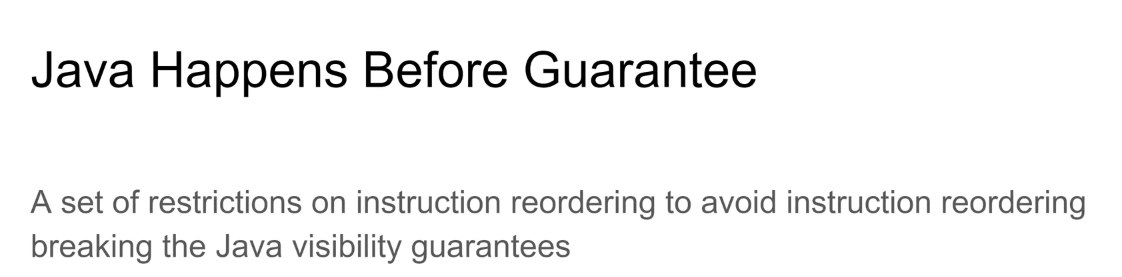 Java Happens Before Guarantee
A set of restrictions on instruction reordering to avoid instruction reordering
breaking the Java visibility guarantees